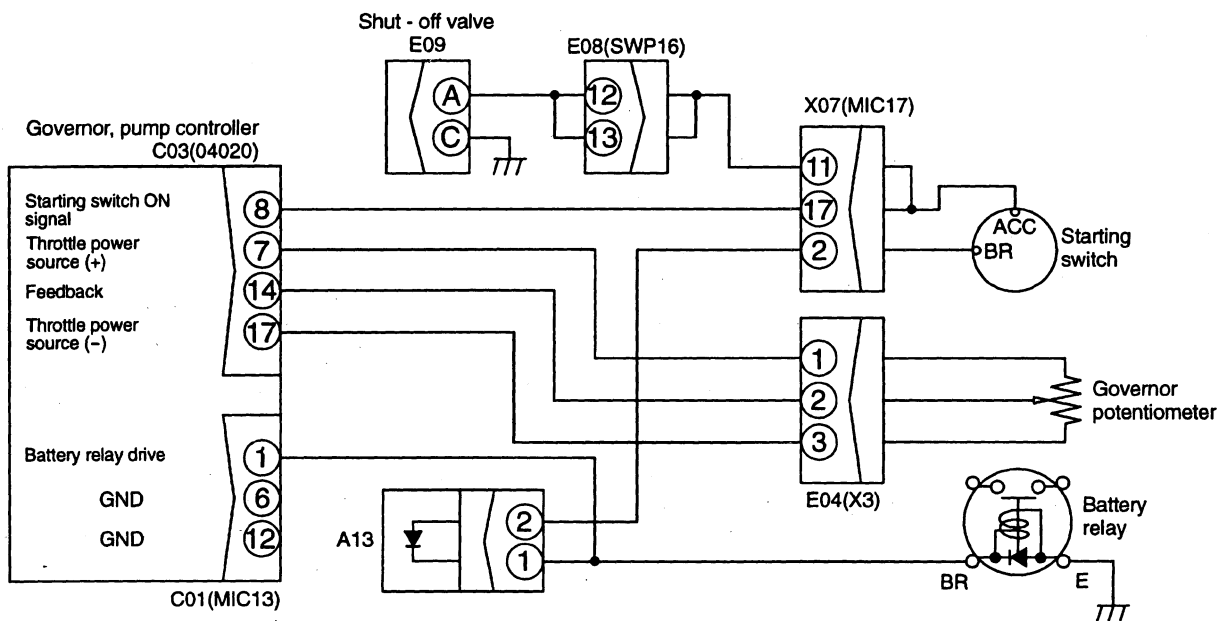 Shut - off valve
E09
E08(SWP16)
A
C
12
13
X07(MIC17)
11
17
2
ACC
BR
Starting
switch
Governor, pump controller
C03(04020)
Starting switch ON
signal
8
Throttle power
source (+)
7
Feedback
14
Throttle power
source (−)
17
1
2
3
Governor
potentiometer
E04(X3)
Battery relay drive
1
GND
6
GND
12
C01(MIC13)
A13
2
1
Battery
relay
BR
E